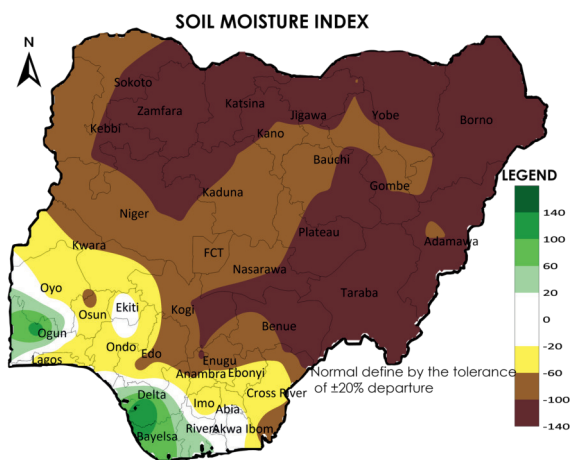 SOIL MOISTURE INDEX
N
Sokoto
Zamfara
Katsina
Jigawa
Yobe
Borno
Kebbi
Kano
Bauchi
Gombe
Kaduna
Niger
Plateau
Adamawa
Kwara
FCT
Nasarawa
Taraba
Oyo
Osun
Ekiti
Kogi
Benue
Ogun
Ondo
Edo
Enugu
Lagos
Anambra
Ebonyi
Delta
Imo
Abia
Cross River
Bayelsa
Rivers
Akwa Ibom
LEGEND
140
100
60
20
0
-20
-60
-100
-140
Normal define by the tolerance
of ±20% departure